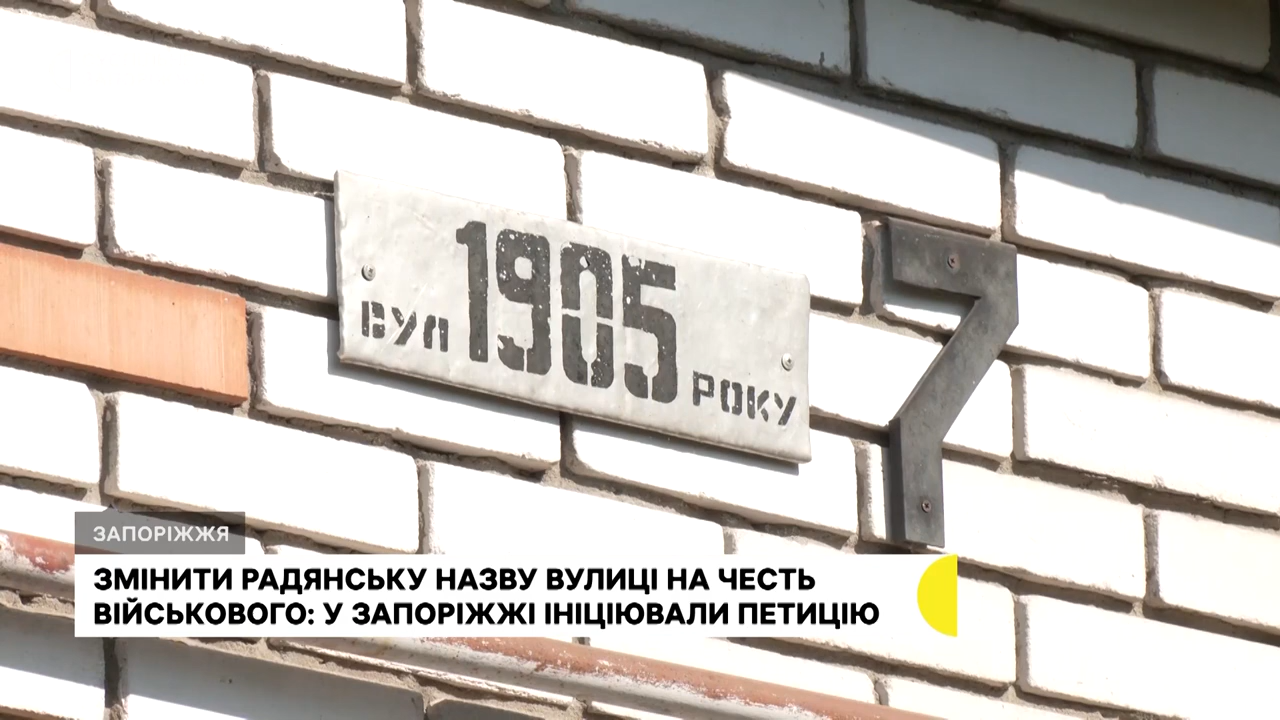 ВУЛ 1905 РОКУ 7
ЗАПОРІЖЖЯ
ЗМІНИТИ РАДЯНСЬКУ НАЗВУ ВУЛИЦІ НА ЧЕСТЬ
ВІЙСЬКОВОГО: У ЗАПОРІЖЖІ ІНІЦІЮВАЛИ ПЕТИЦІЮ